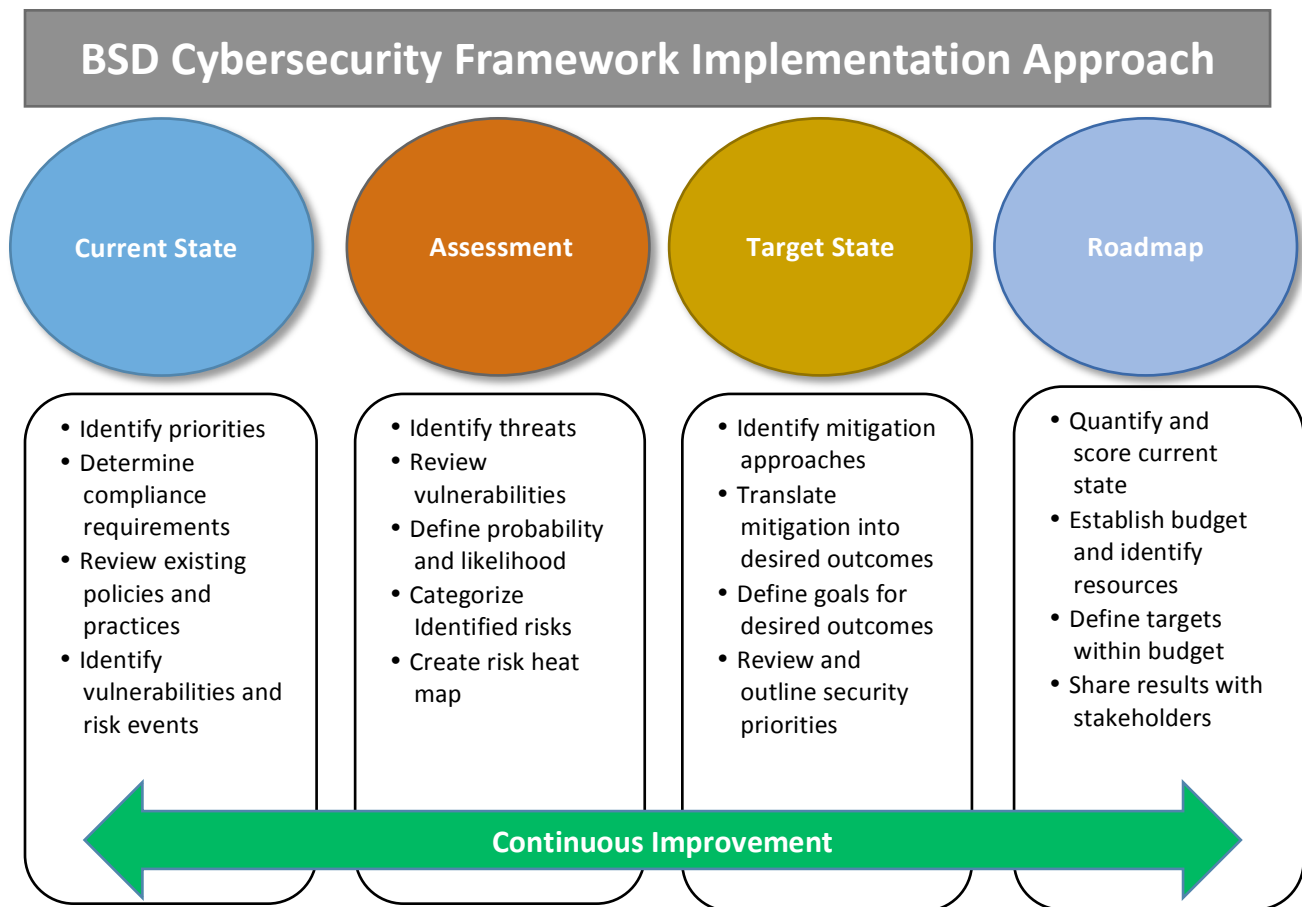 BSD Cybersecurity Framework Implementation Approach
Current State
Assessment
Target State
Roadmap
• Identify priorities
• Determine
compliance
requirements
• Review existing
policies and
practices
• Identify
vulnerabilities and
risk events
• Identify threats
• Review
vulnerabilities
• Define probability
and likelihood
• Categorize
Identified risks
• Create risk heat
map
• Identify mitigation
approaches
• Translate
mitigation into
desired outcomes
• Define goals for
desired outcomes
• Review and
outline security
priorities
• Quantify and
score current
state
• Establish budget
and identify
resources
• Define targets
within budget
• Share results with
stakeholders
Continuous Improvement